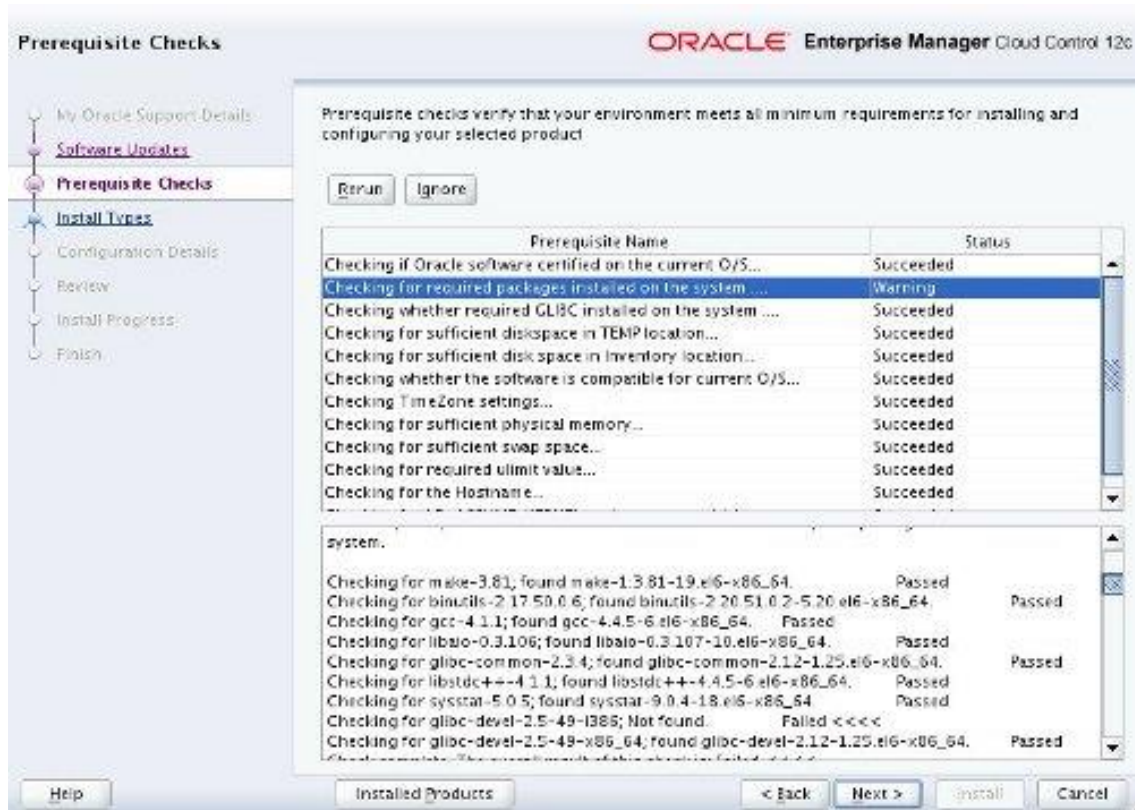 Prerequisite Checks
ORACLE Enterprise Manager Cloud Control 12c
My Oracle Support Details
Software Updates
Prerequisite Checks
Install Types
Configuration Details
Review
Install Progress
Finish
Prerequisite checks verify that your environment meets all minimum requirements for installing and
configuring your selected product
Rerun Ignore
Prerequisite Name Status
Checking if Oracle software certified on the current O/S... Succeeded
Checking for required packages installed on the system .... Warning
Checking whether required GLIBC installed on the system .... Succeeded
Checking for sufficient diskspace in TEMP location... Succeeded
Checking for sufficient disk space in Inventory location... Succeeded
Checking whether the software is compatible for current O/S... Succeeded
Checking TimeZone settings... Succeeded
Checking for sufficient physical memory... Succeeded
Checking for sufficient swap space... Succeeded
Checking for required ulimit value... Succeeded
Checking for the Hostname... Succeeded
system.
Checking for make-3.81; found make-1:3.81-19.el6-x86_64. Passed
Checking for binutils-2.17.50.0.6; found binutils-2.20.51.0.2-5.20.el6-x86_64. Passed
Checking for gcc-4.1.1; found gcc-4.4.5-6.el6-x86_64. Passed
Checking for libaio-0.3.106; found libaio-0.3.107-10.el6-x86_64. Passed
Checking for glibc-common-2.3.4; found glibc-common-2.12-1.25.el6-x86_64. Passed
Checking for libstdc++-4.1.1; found libstdc++-4.4.5-6.el6-x86_64. Passed
Checking for sysstat-5.0.5; found sysstat-9.0.4-18.el6-x86_64. Passed
Checking for glibc-devel-2.5-49-i386; Not found. Failed <<<<
Checking for glibc-devel-2.5-49-x86_64; found glibc-devel-2.12-1.25.el6-x86_64. Passed
Check complete. The overall result of this check is: Failed <<<<
Help Installed Products < Back Next > Install Cancel